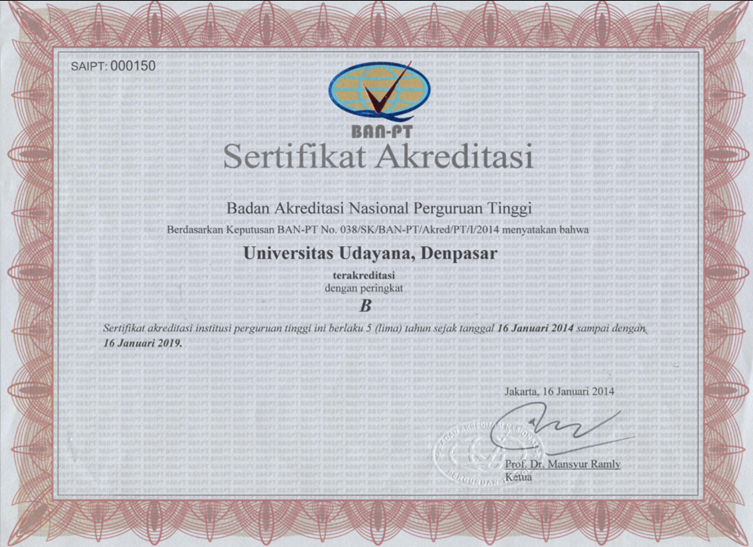 SAIPT: 000150
BAN-PT
Sertifikat Akreditasi
Badan Akreditasi Nasional Perguruan Tinggi
Berdasarkan Keputusan BAN-PT No. 038/SK/BAN-PT/Akred/PT/I/2014 menyatakan bahwa
Universitas Udayana, Denpasar
terakreditasi
dengan peringkat
B
Sertifikat akreditasi institusi perguruan tinggi ini berlaku 5 (lima) tahun sejak tanggal 16 Januari 2014 sampai dengan
16 Januari 2019.
Jakarta, 16 Januari 2014
Prof. Dr. Mansyur Ramly
Ketua